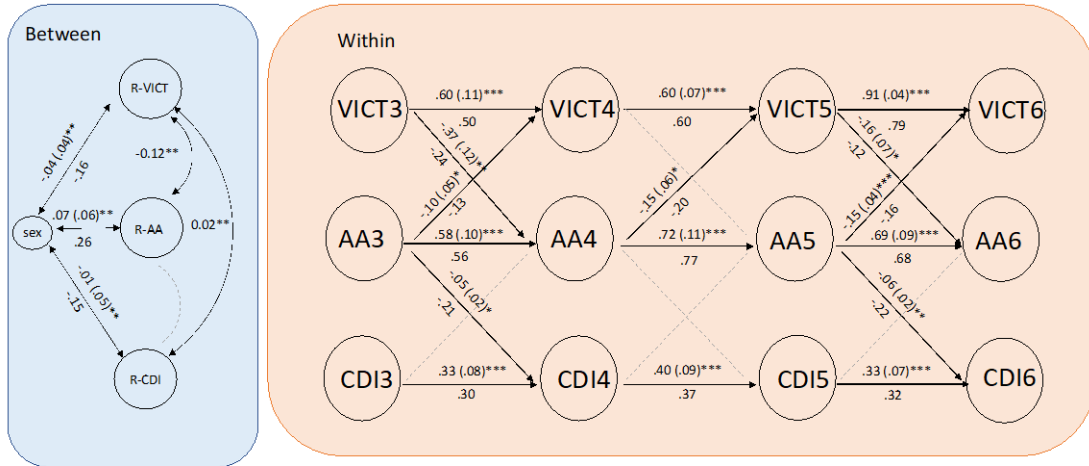 Between
R-VICT
-.04 (.04)**
-.16
-0.12**
sex
.07 (.06)**
.26
R-AA
0.02**
-.01 (.05)**
-.15
R-CDI
Within
VICT3
.60 (.11)***
.50
VICT4
.60 (.07)***
.60
VICT5
.91 (.04)***
.79
VICT6
-.37 (.12)**
-.24
-.10 (.05)*
-.13
-.15 (.06)*
-.20
-.16 (.07)*
-.12
-.15 (.04)***
-.16
AA3
.58 (.10)***
.56
AA4
.72 (.11)***
.77
AA5
.69 (.09)***
.68
AA6
-.05 (.02)*
-.21
-.06 (.02)**
-.22
CDI3
.33 (.08)***
.30
CDI4
.40 (.09)***
.37
CDI5
.33 (.07)***
.32
CDI6